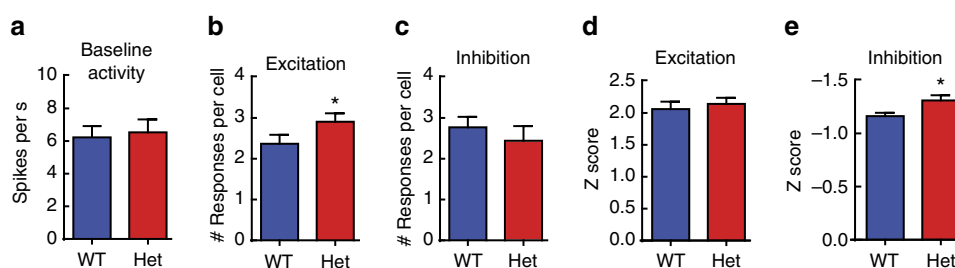 a
Baseline
activity
Spikes per s
10
8
6
4
2
0
WT Het
b
Excitation
# Responses per cell
4
3
2
1
0
*
WT Het
c
Inhibition
# Responses per cell
4
3
2
1
0
WT Het
d
Excitation
Z score
2.5
2.0
1.5
1.0
0.5
0.0
WT Het
e
Inhibition
Z score
–1.5
–1.0
–0.5
0.0
*
WT Het